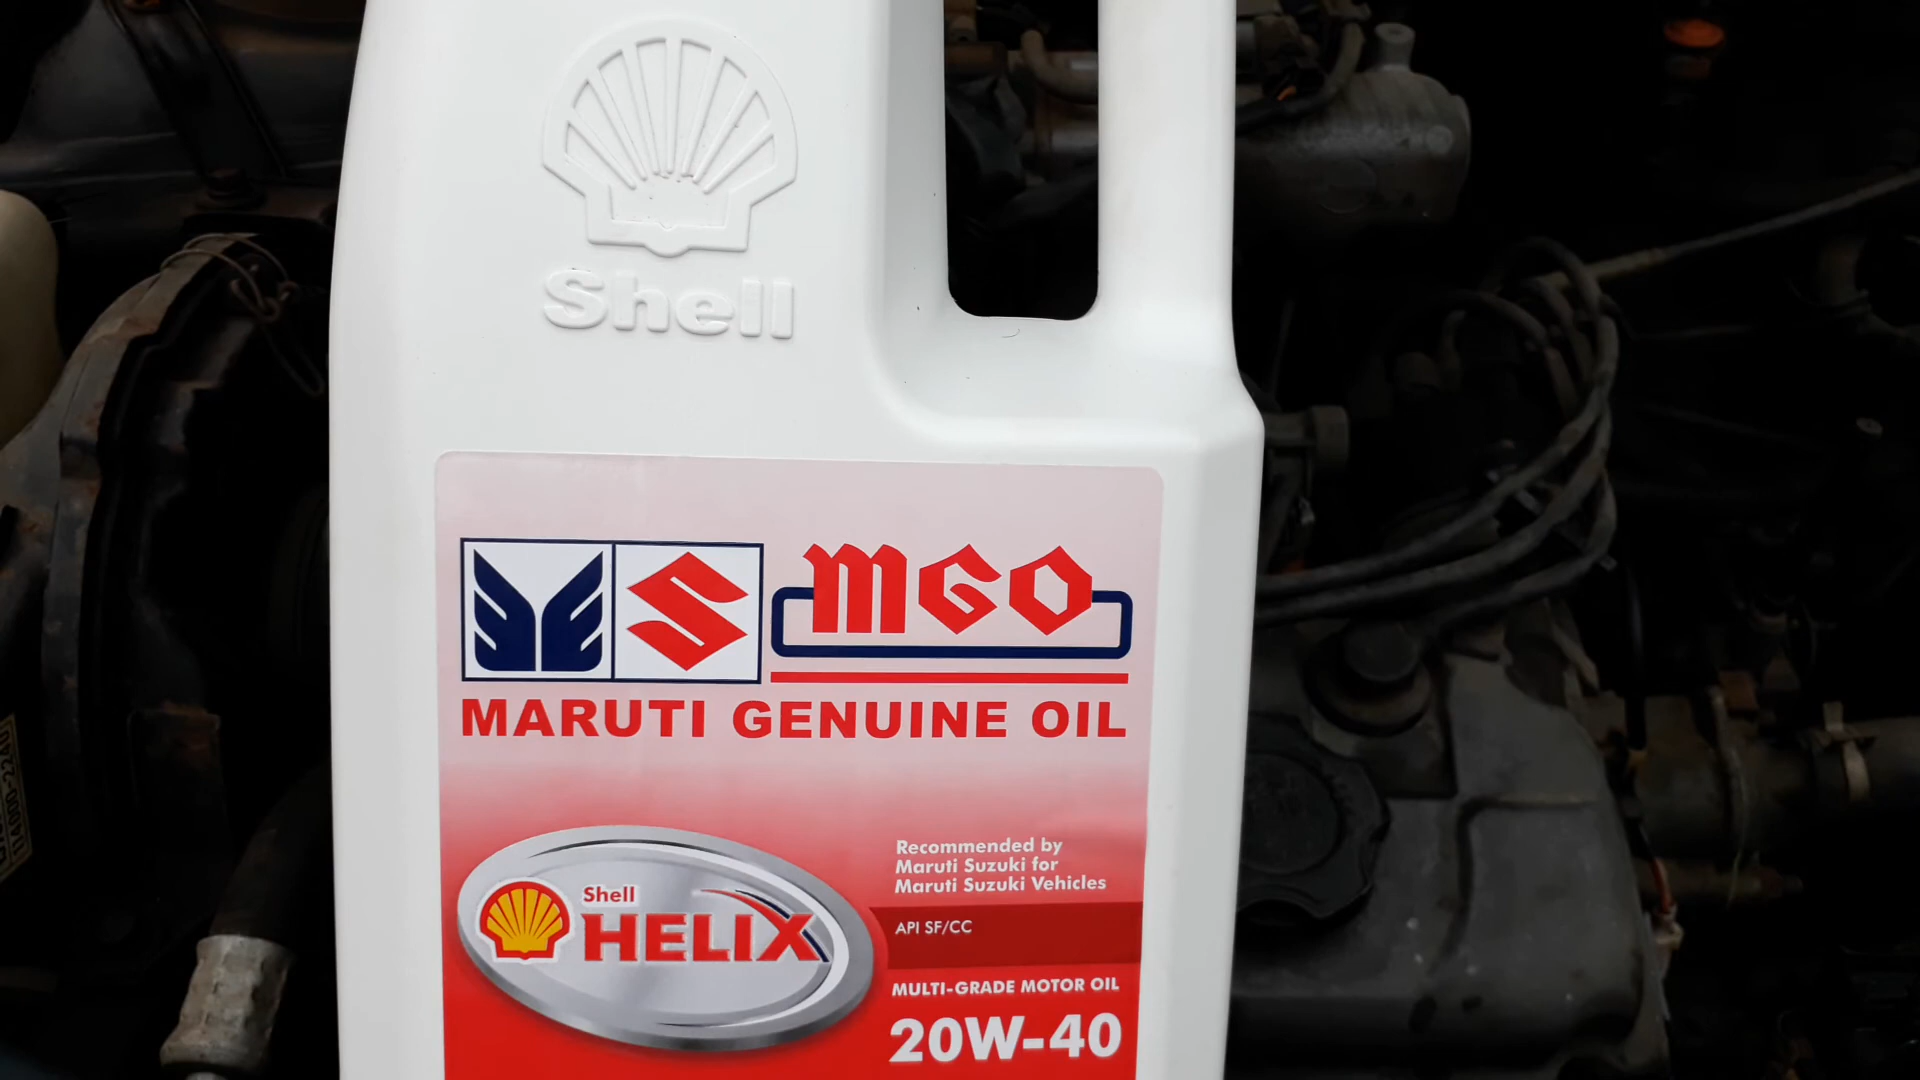 Shell
MGO
MARUTI GENUINE OIL
Recommended by
Maruti Suzuki for
Maruti Suzuki Vehicles
API SF/CC
Shell
HELIX
MULTI-GRADE MOTOR OIL
20W-40